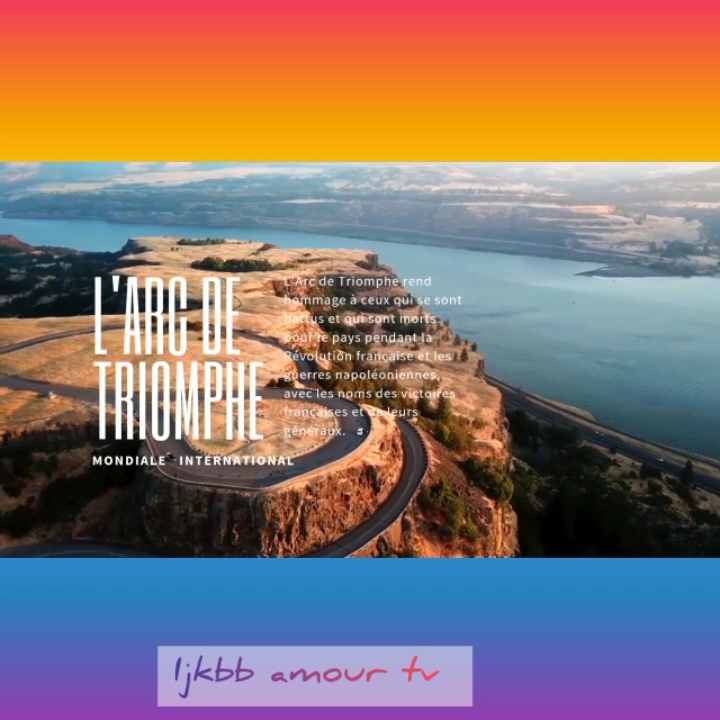 L'ARC DE
TRIOMPHE
MONDIALE - INTERNATIONAL
L'Arc de Triomphe rend
hommage à ceux qui se sont
battus et qui sont morts
pour le pays pendant la
Révolution française et les
guerres napoléoniennes,
avec les noms des victoires
françaises et de leurs
généraux.
ljkbb amour tv